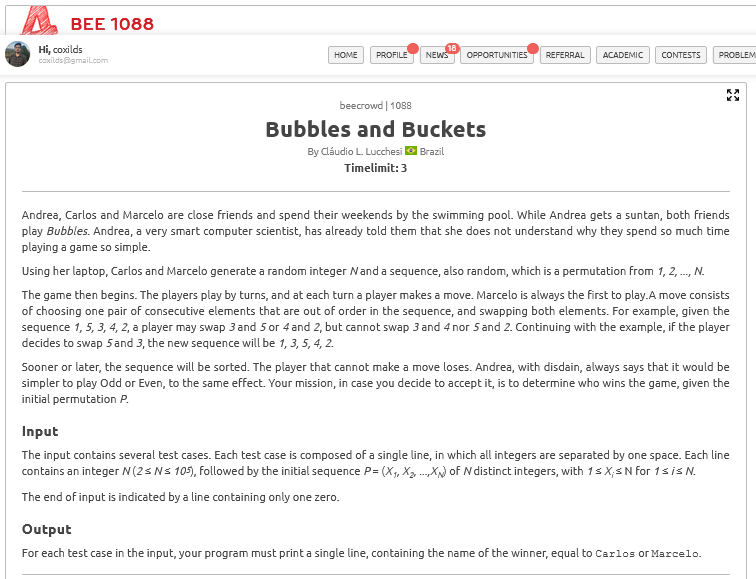 BEE 1088
Hi, coxilds
coxilds@gmail.com
HOME PROFILE NEWS 18 OPPORTUNITIES REFERRAL ACADEMIC CONTESTS PROBLEM
beecrowd | 1088
Bubbles and Buckets
By Cláudio L. Lucchesi Brazil
Timelimit: 3
Andrea, Carlos and Marcelo are close friends and spend their weekends by the swimming pool. While Andrea gets a suntan, both friends
play Bubbles. Andrea, a very smart computer scientist, has already told them that she does not understand why they spend so much time
playing a game so simple.
Using her laptop, Carlos and Marcelo generate a random integer N and a sequence, also random, which is a permutation from 1, 2, ..., N.
The game then begins. The players play by turns, and at each turn a player makes a move. Marcelo is always the first to play.A move consists
of choosing one pair of consecutive elements that are out of order in the sequence, and swapping both elements. For example, given the
sequence 1, 5, 3, 4, 2, a player may swap 3 and 5 or 4 and 2, but cannot swap 3 and 4 nor 5 and 2. Continuing with the example, if the player
decides to swap 5 and 3, the new sequence will be 1, 3, 5, 4, 2.
Sooner or later, the sequence will be sorted. The player that cannot make a move loses. Andrea, with disdain, always says that it would be
simpler to play Odd or Even, to the same effect. Your mission, in case you decide to accept it, is to determine who wins the game, given the
initial permutation P.
Input
The input contains several test cases. Each test case is composed of a single line, in which all integers are separated by one space. Each line
contains an integer N (2 ≤ N ≤ 10⁵), followed by the initial sequence P = (X₁, X₂, ...,X_N) of N distinct integers, with 1 ≤ Xᵢ ≤ N for 1 ≤ i ≤ N.
The end of input is indicated by a line containing only one zero.
Output
For each test case in the input, your program must print a single line, containing the name of the winner, equal to Carlos or Marcelo.